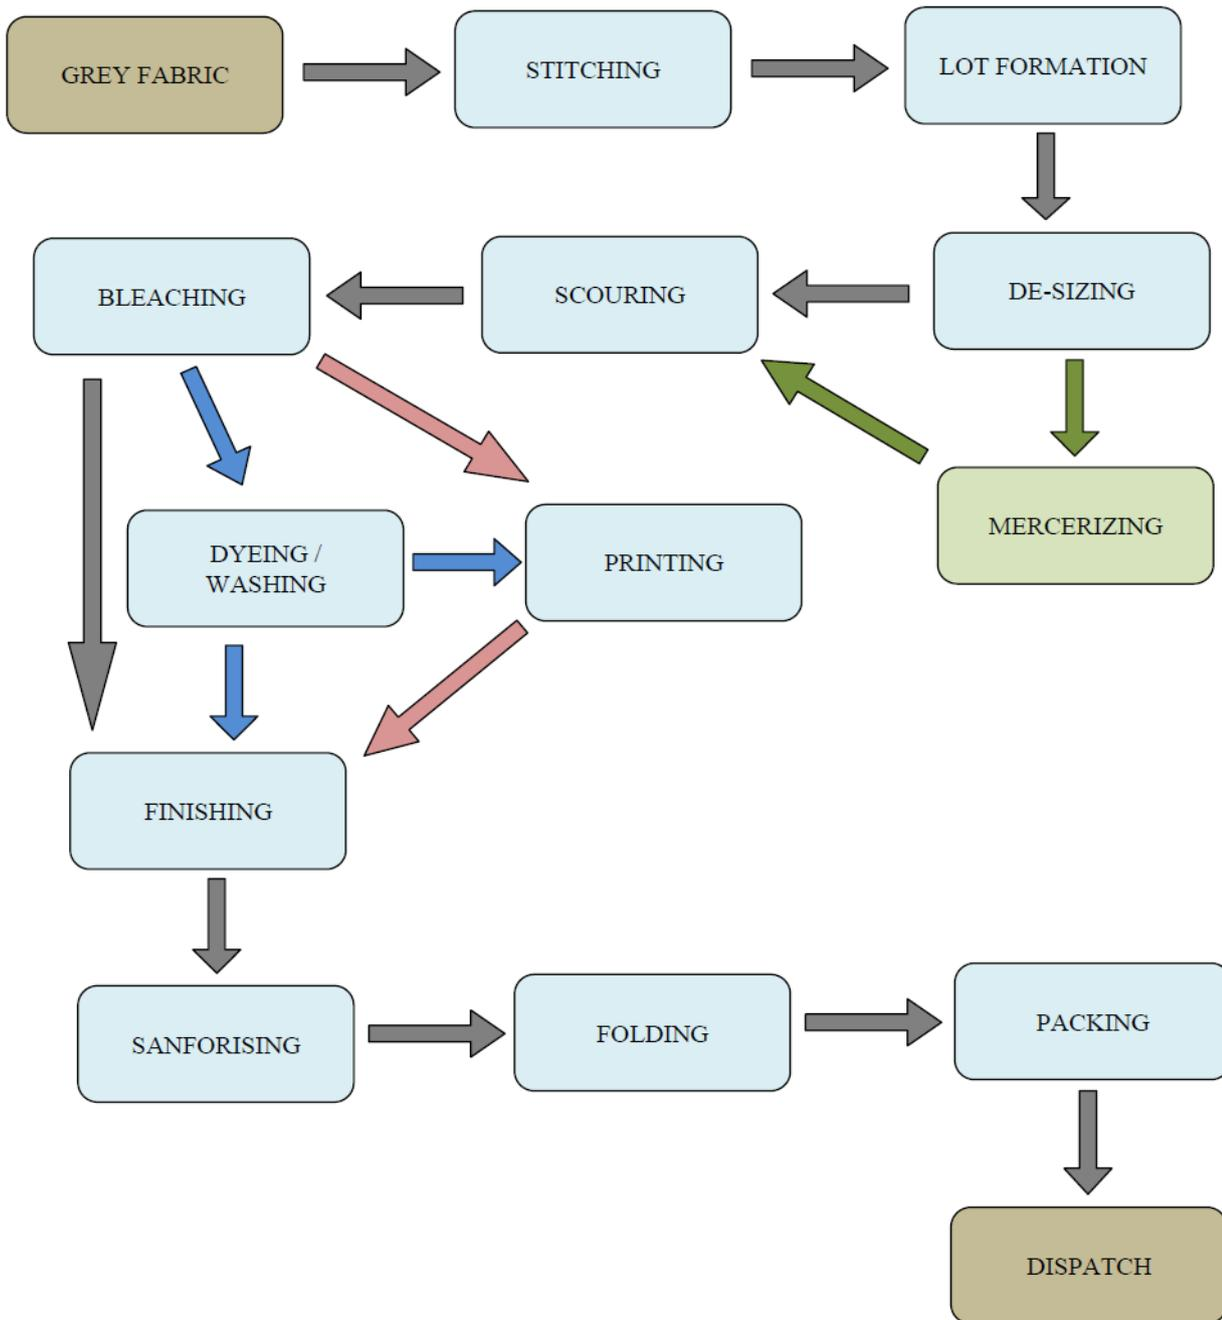 GREY FABRIC
STITCHING
LOT FORMATION
BLEACHING
SCOURING
DE-SIZING
DYEING /
WASHING
PRINTING
MERCERIZING
FINISHING
SANFORISING
FOLDING
PACKING
DISPATCH